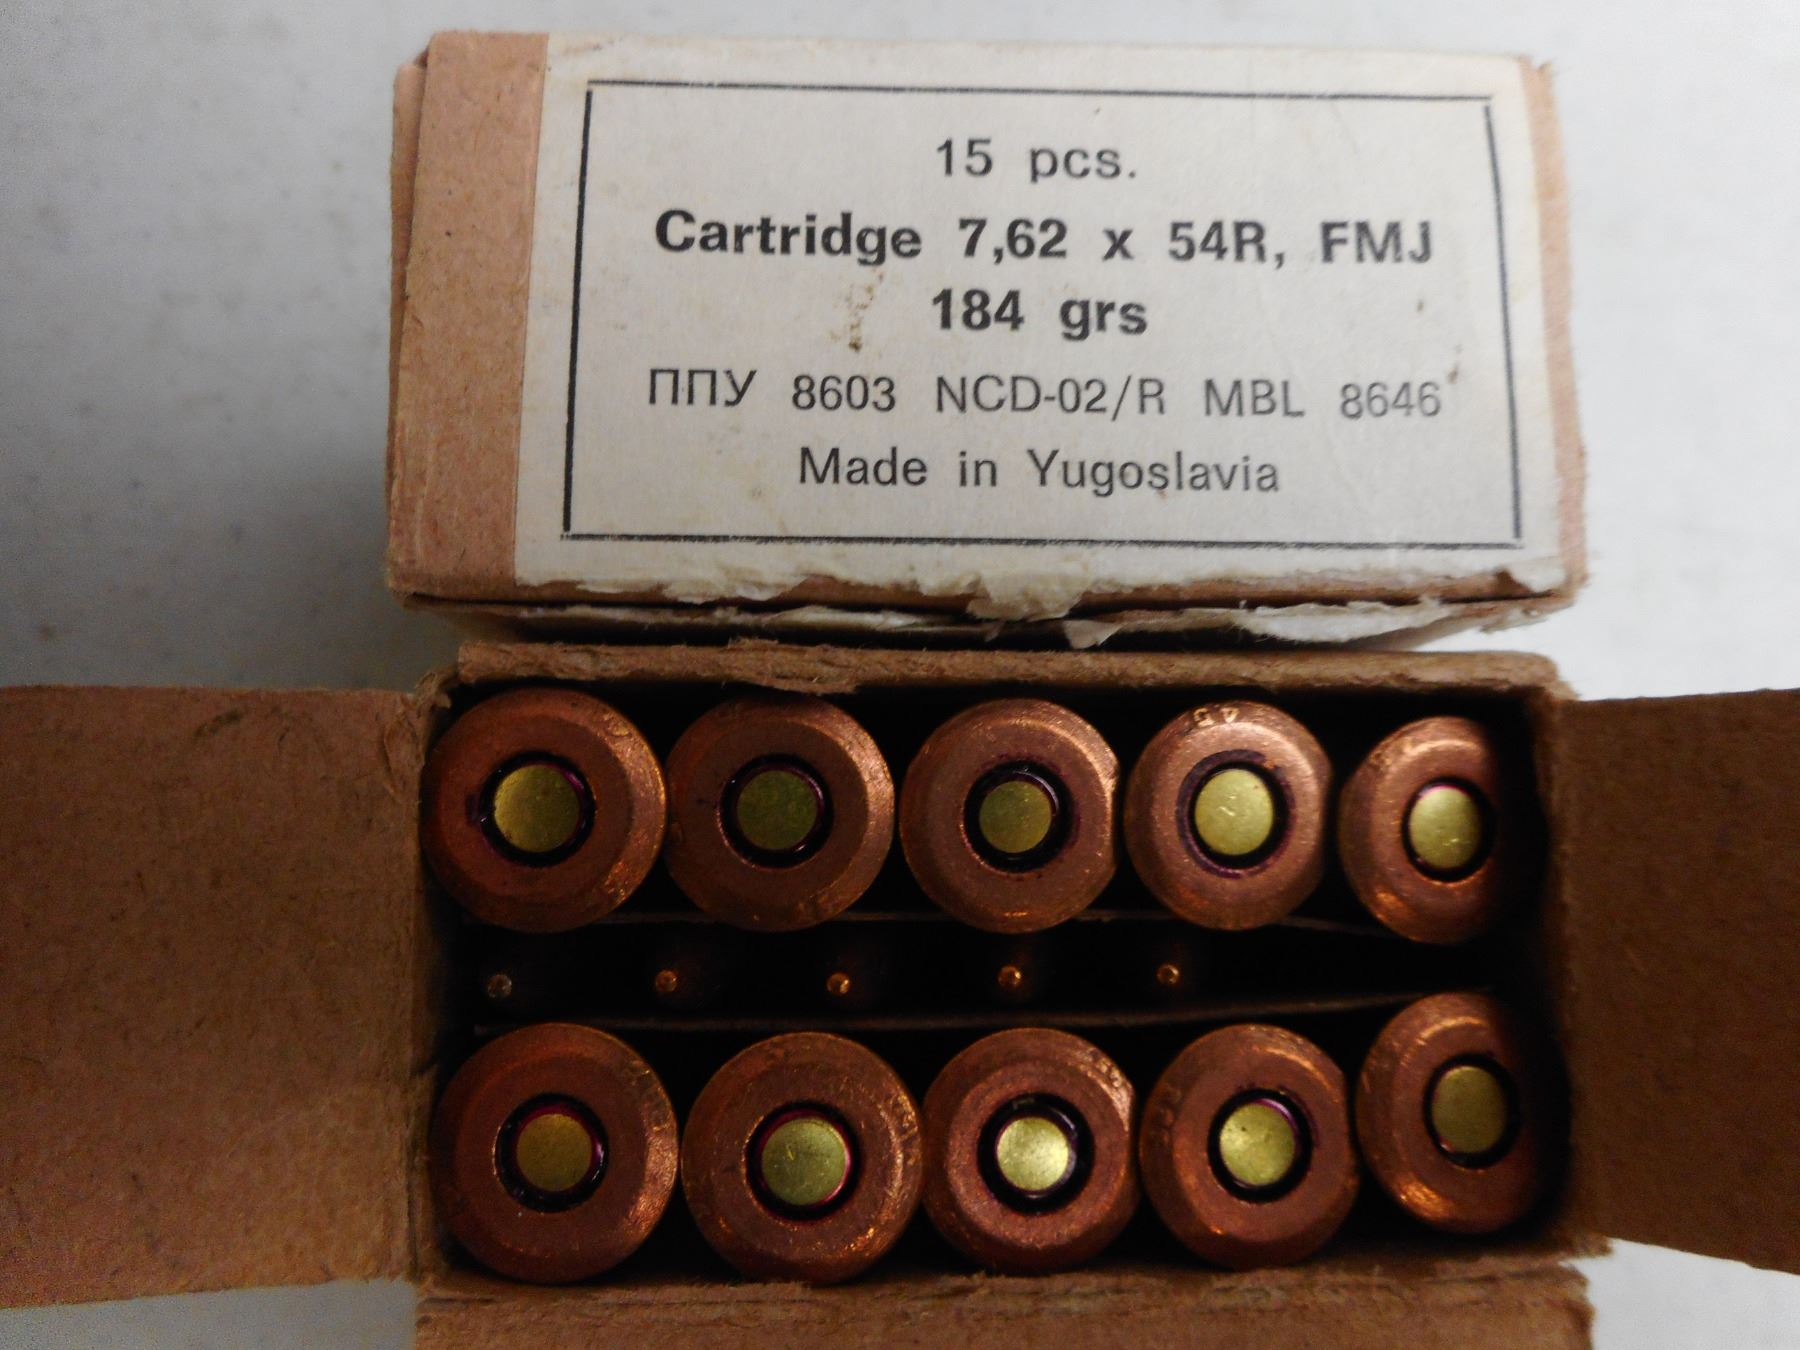 15 pcs.
Cartridge 7,62 x 54R, FMJ
184 grs
ППУ 8603 NCD-02/R MBL 8646
Made in Yugoslavia